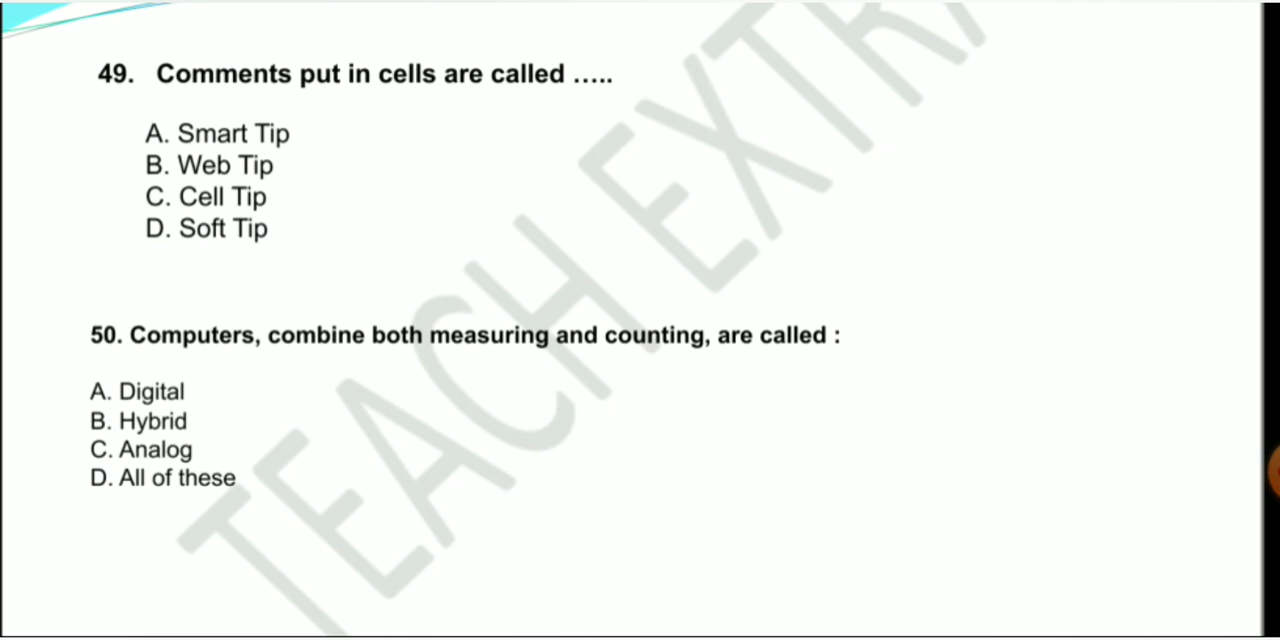 49. Comments put in cells are called .....
A. Smart Tip
B. Web Tip
C. Cell Tip
D. Soft Tip
50. Computers, combine both measuring and counting, are called :
A. Digital
B. Hybrid
C. Analog
D. All of these
TEACH